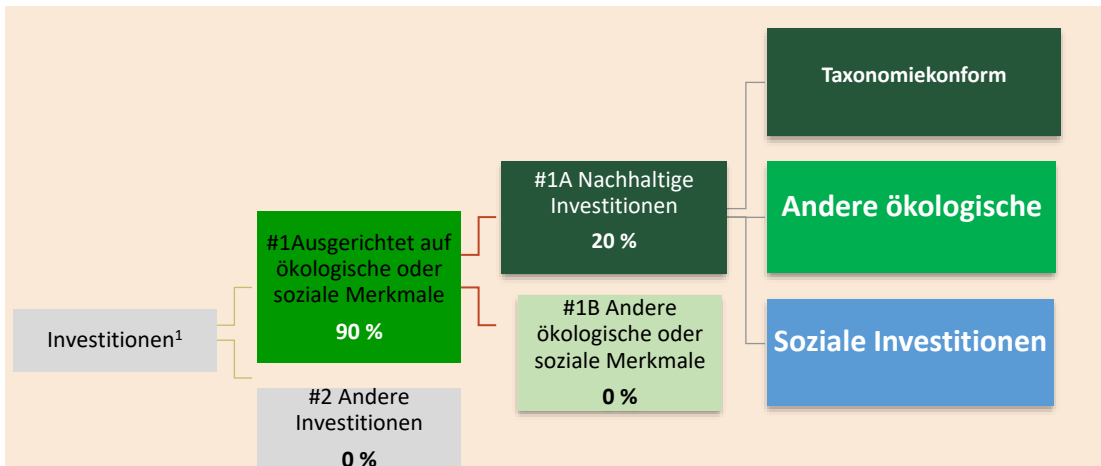 Investitionen¹
#1Ausgerichtet auf
ökologische oder
soziale Merkmale
90 %
#2 Andere
Investitionen
0 %
#1A Nachhaltige
Investitionen
20 %
#1B Andere
ökologische oder
soziale Merkmale
0 %
Taxonomiekonform
Andere ökologische
Soziale Investitionen